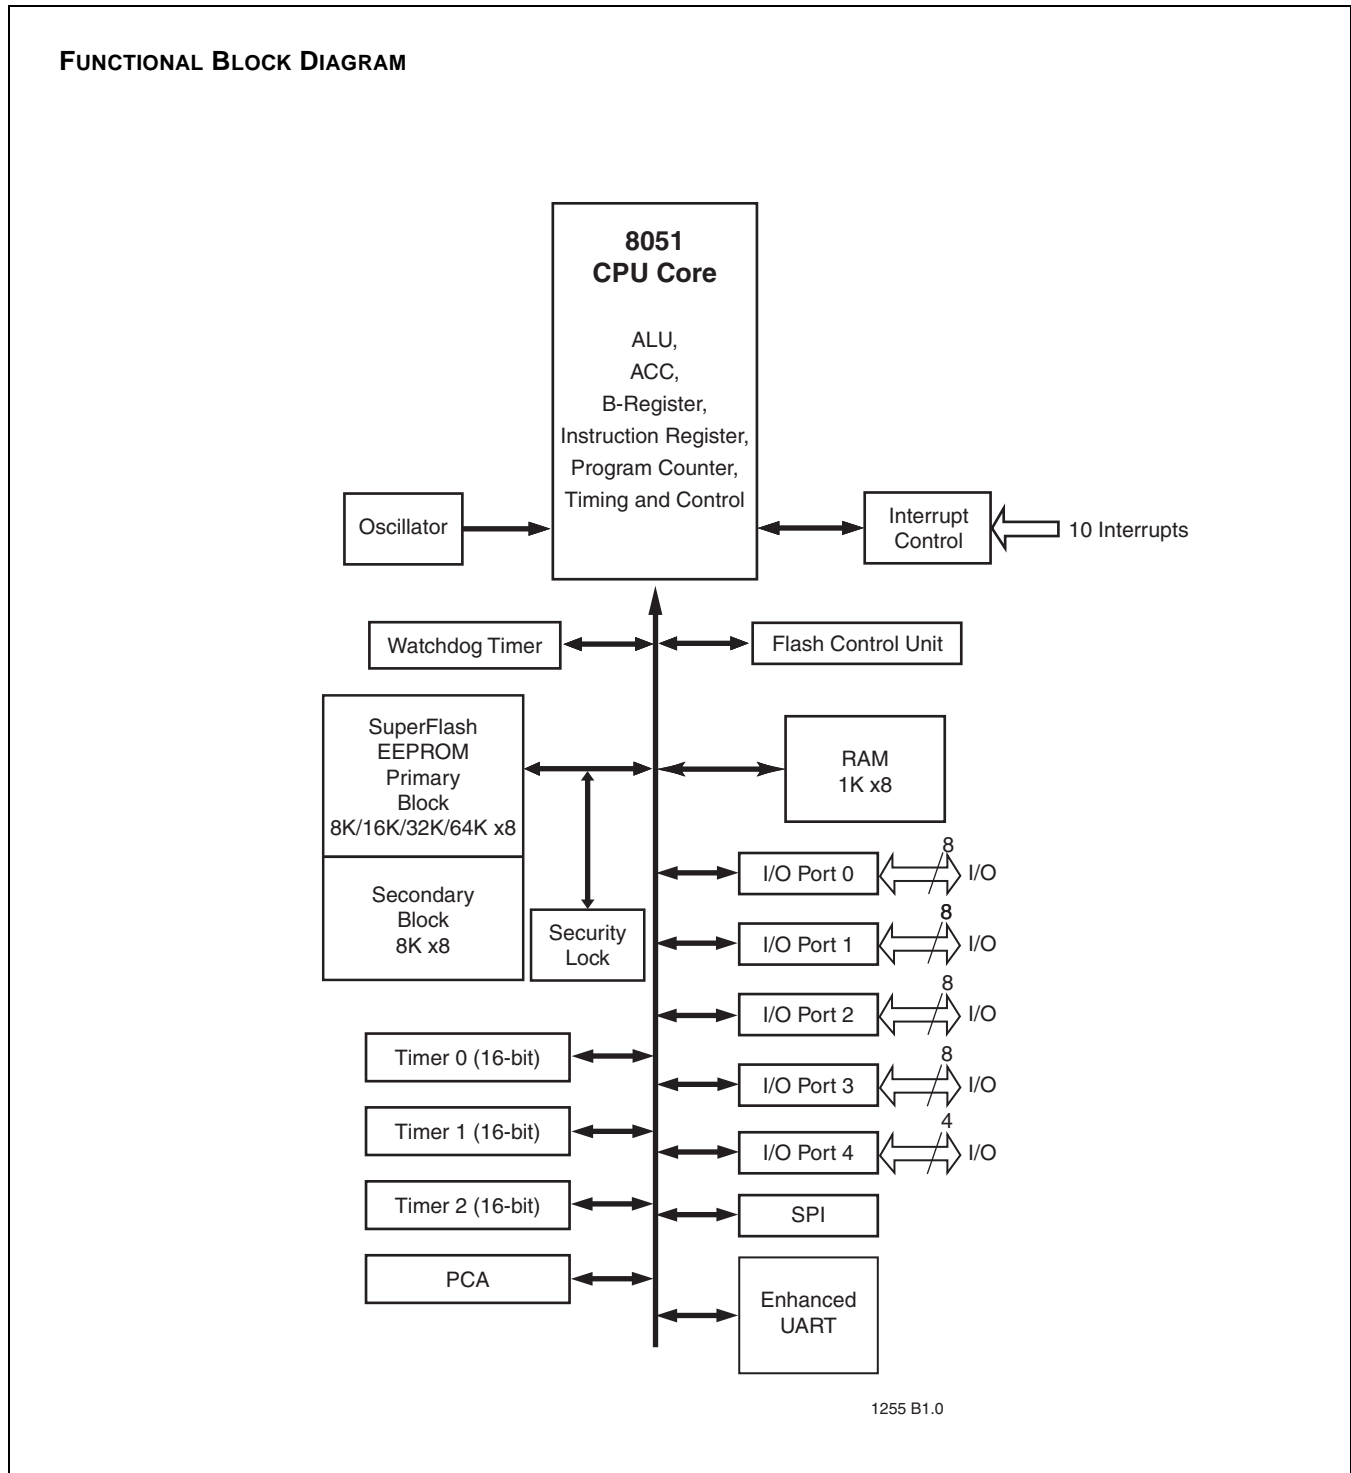 FUNCTIONAL BLOCK DIAGRAM
8051
CPU Core
ALU,
ACC,
B-Register,
Instruction Register,
Program Counter,
Timing and Control
Oscillator
Interrupt
Control
10 Interrupts
Watchdog Timer
Flash Control Unit
SuperFlash
EEPROM
Primary
Block
8K/16K/32K/64K x8
RAM
1K x8
Secondary
Block
8K x8
Security
Lock
I/O Port 0
8
I/O
I/O Port 1
8
I/O
I/O Port 2
8
I/O
I/O Port 3
8
I/O
I/O Port 4
4
I/O
Timer 0 (16-bit)
Timer 1 (16-bit)
Timer 2 (16-bit)
PCA
SPI
Enhanced
UART
1255 B1.0